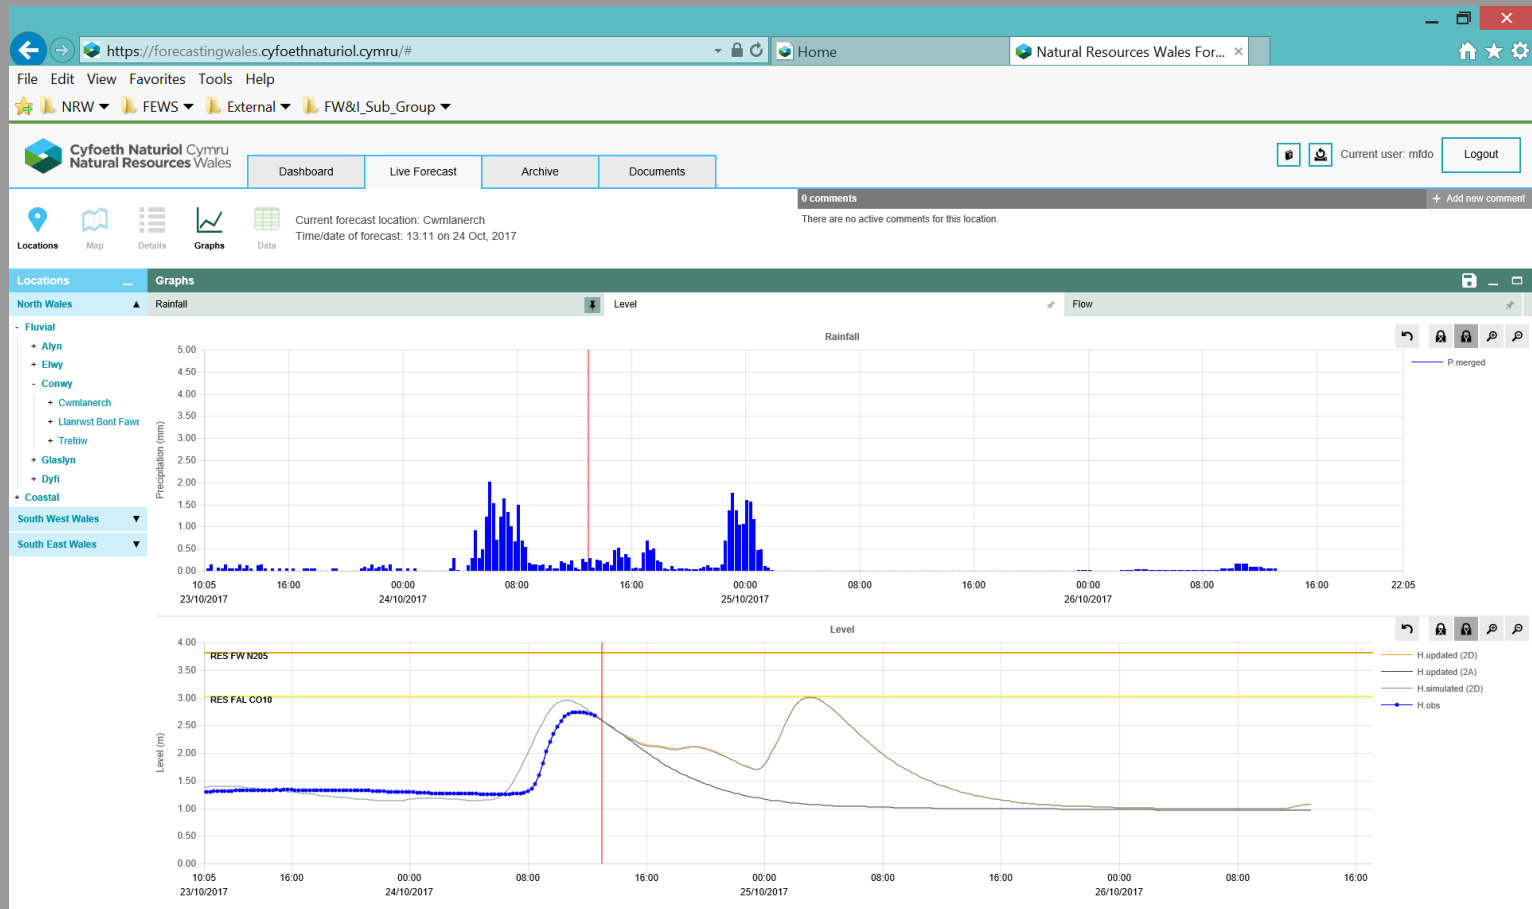 https://forecastingwales.cyfoethnaturiol.cymru/#
Home
Natural Resources Wales For...
File Edit View Favorites Tools Help
NRW FEWS External FW&I_Sub_Group
Cyfoeth Naturiol Cymru
Natural Resources Wales
Dashboard Live Forecast Archive Documents
Current user: mfdo
Logout
0 comments
+ Add new comment
There are no active comments for this location.
Locations Map Details Graphs Data
Current forecast location: Cwmlanerch
Time/date of forecast: 13:11 on 24 Oct, 2017
Locations
Graphs
North Wales
Rainfall Level Flow
- Fluvial
+ Alyn
+ Elwy
- Conwy
+ Cwmlanerch
+ Llanrwst Bont Fawr
+ Trefriw
+ Glaslyn
+ Dyfi
+ Coastal
South West Wales
South East Wales
Rainfall
P.merged
Precipitation (mm)
5.00
4.50
4.00
3.50
3.00
2.50
2.00
1.50
1.00
0.50
0.00
10:05 16:00 00:00 08:00 16:00 00:00 08:00 16:00 00:00 08:00 16:00 22:05
23/10/2017 24/10/2017 25/10/2017 26/10/2017
Level
H.updated (2D)
H.updated (2A)
H.simulated (2D)
H.obs
RES FW N205
RES FAL CO10
Level (m)
4.00
3.50
3.00
2.50
2.00
1.50
1.00
0.50
0.00
10:05 16:00 00:00 08:00 16:00 00:00 08:00 16:00 00:00 08:00 16:00
23/10/2017 24/10/2017 25/10/2017 26/10/2017